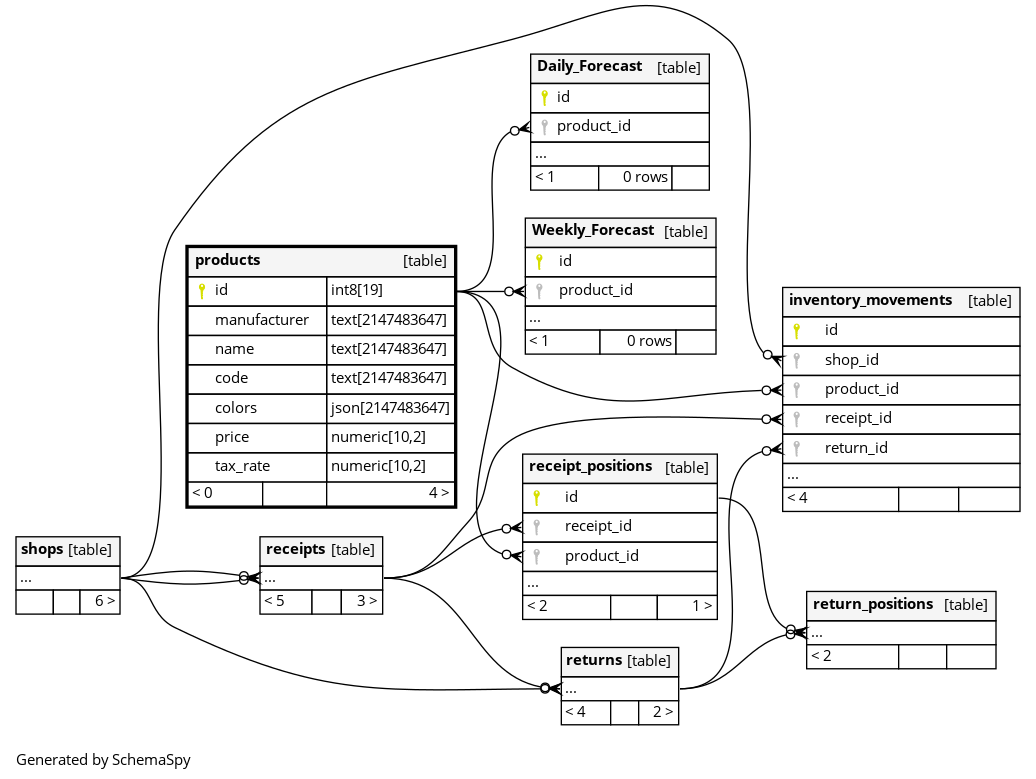 Daily_Forecast [table]
id
product_id
...
< 1 0 rows
Weekly_Forecast [table]
id
product_id
...
< 1 0 rows
products [table]
id int8[19]
manufacturer text[2147483647]
name text[2147483647]
code text[2147483647]
colors json[2147483647]
price numeric[10,2]
tax_rate numeric[10,2]
< 0 4 >
inventory_movements [table]
id
shop_id
product_id
receipt_id
return_id
...
< 4
receipt_positions [table]
id
receipt_id
product_id
...
< 2 1 >
shops [table]
...
6 >
receipts [table]
...
< 5 3 >
return_positions [table]
...
< 2
returns [table]
...
< 4 2 >
Generated by SchemaSpy